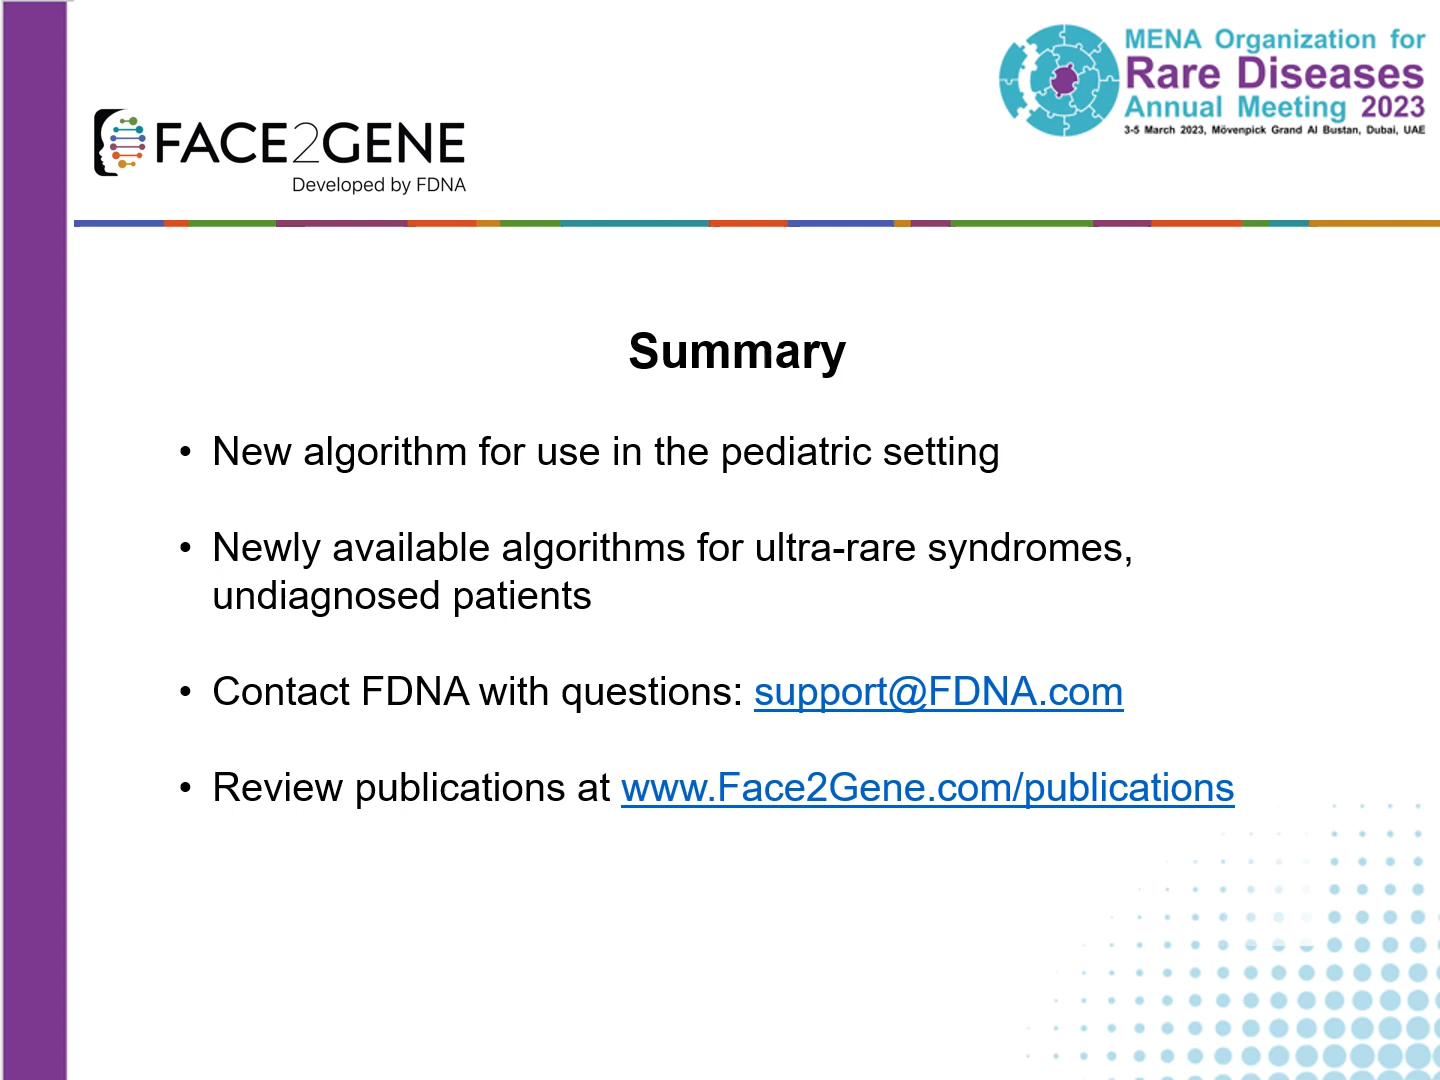 MENA Organization for
Rare Diseases
Annual Meeting 2023
3-5 March 2023, Mövenpick Grand Al Bustan, Dubai, UAE
FACE2GENE
Developed by FDNA
Summary
• New algorithm for use in the pediatric setting
• Newly available algorithms for ultra-rare syndromes,
undiagnosed patients
• Contact FDNA with questions: support@FDNA.com
• Review publications at www.Face2Gene.com/publications